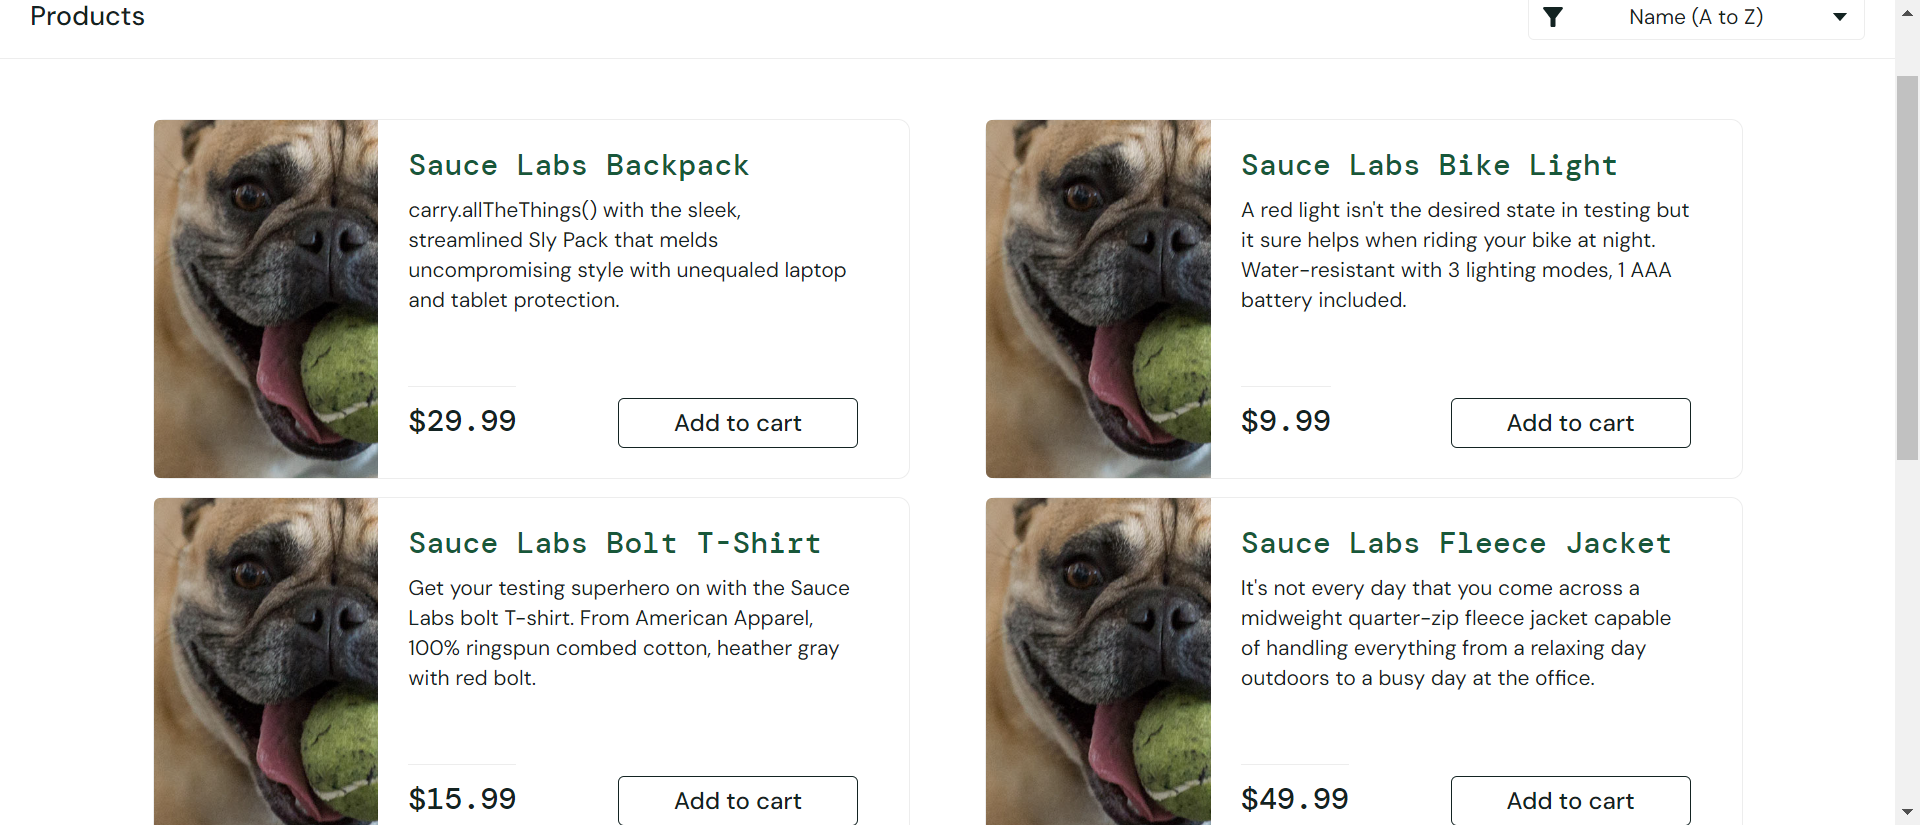 Products
Name (A to Z)
Sauce Labs Backpack
carry.allTheThings() with the sleek,
streamlined Sly Pack that melds
uncompromising style with unequaled laptop
and tablet protection.
$29.99
Add to cart
Sauce Labs Bike Light
A red light isn't the desired state in testing but
it sure helps when riding your bike at night.
Water-resistant with 3 lighting modes, 1 AAA
battery included.
$9.99
Add to cart
Sauce Labs Bolt T-Shirt
Get your testing superhero on with the Sauce
Labs bolt T-shirt. From American Apparel,
100% ringspun combed cotton, heather gray
with red bolt.
$15.99
Add to cart
Sauce Labs Fleece Jacket
It's not every day that you come across a
midweight quarter-zip fleece jacket capable
of handling everything from a relaxing day
outdoors to a busy day at the office.
$49.99
Add to cart